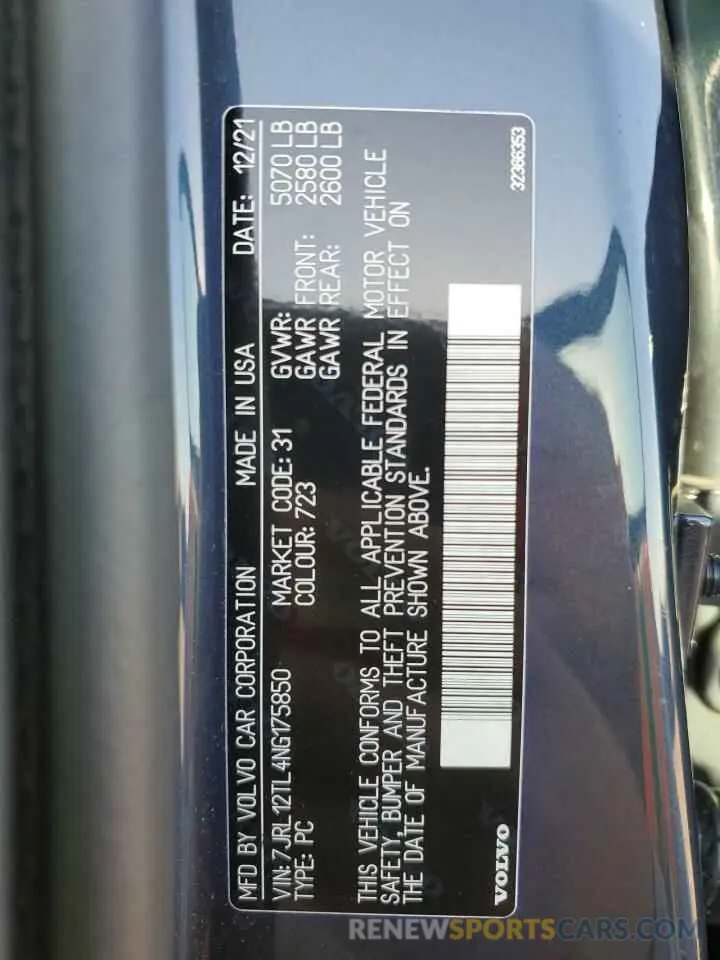 MFD BY VOLVO CAR CORPORATION MADE IN USA DATE: 12/21
VIN: 7JRL12TL4NG175850 MARKET CODE: 31 GVWR: 5070 LB
TYPE: PC COLOUR: 723 GAWR FRONT: 2580 LB
GAWR REAR: 2600 LB
THIS VEHICLE CONFORMS TO ALL APPLICABLE FEDERAL MOTOR VEHICLE
SAFETY, BUMPER AND THEFT PREVENTION STANDARDS IN EFFECT ON
THE DATE OF MANUFACTURE SHOWN ABOVE.
VOLVO 32366353
RENEWSPORTSCARS.COM